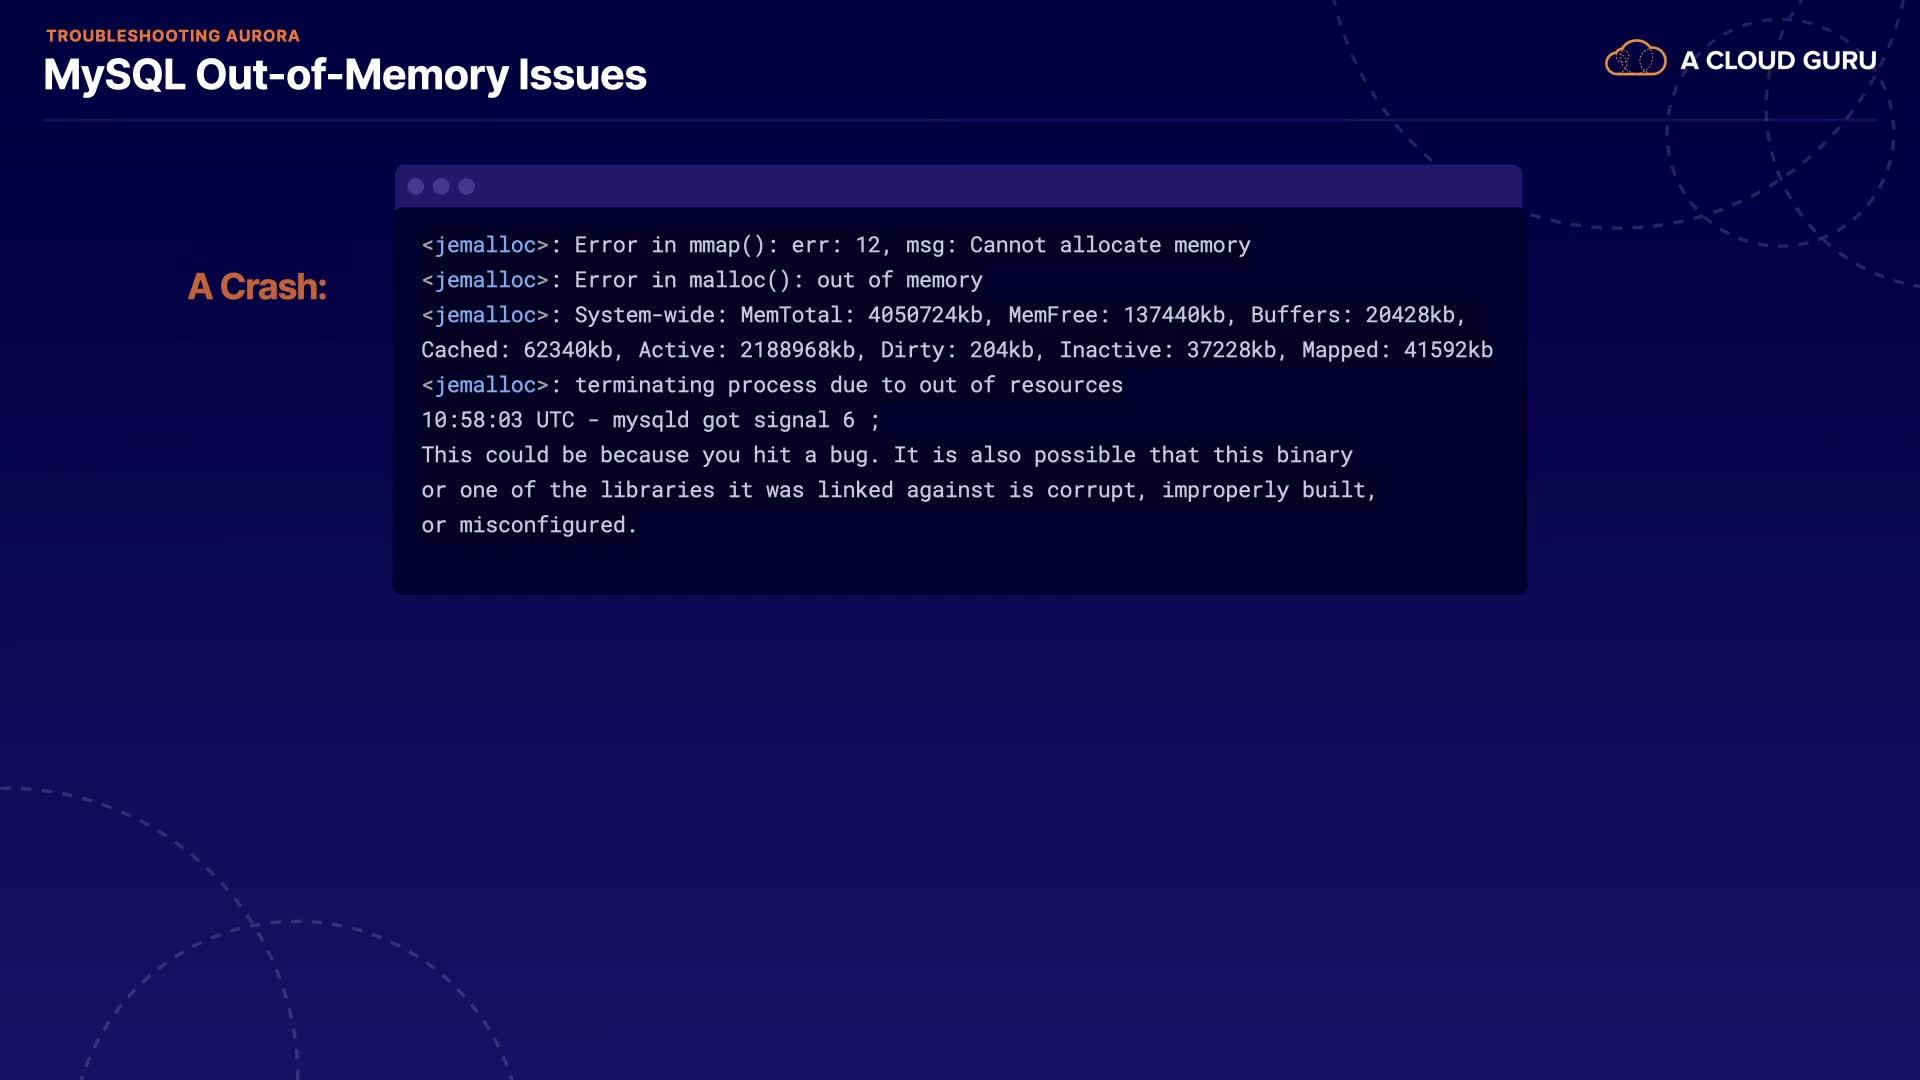 TROUBLESHOOTING AURORA
MySQL Out-of-Memory Issues
A CLOUD GURU
A Crash:
<jemalloc>: Error in mmap(): err: 12, msg: Cannot allocate memory
<jemalloc>: Error in malloc(): out of memory
<jemalloc>: System-wide: MemTotal: 4050724kb, MemFree: 137440kb, Buffers: 20428kb,
Cached: 62340kb, Active: 2188968kb, Dirty: 204kb, Inactive: 37228kb, Mapped: 41592kb
<jemalloc>: terminating process due to out of resources
10:58:03 UTC - mysqld got signal 6 ;
This could be because you hit a bug. It is also possible that this binary
or one of the libraries it was linked against is corrupt, improperly built,
or misconfigured.